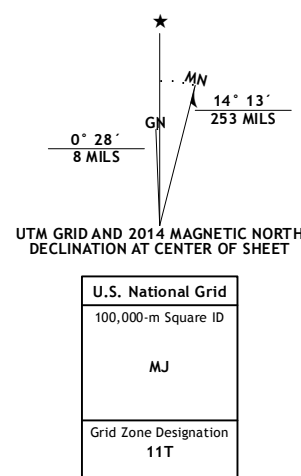 ★
MN
GN
14° 13´
253 MILS
0° 28´
8 MILS
UTM GRID AND 2014 MAGNETIC NORTH
DECLINATION AT CENTER OF SHEET
U.S. National Grid
100,000-m Square ID
MJ
Grid Zone Designation
11T